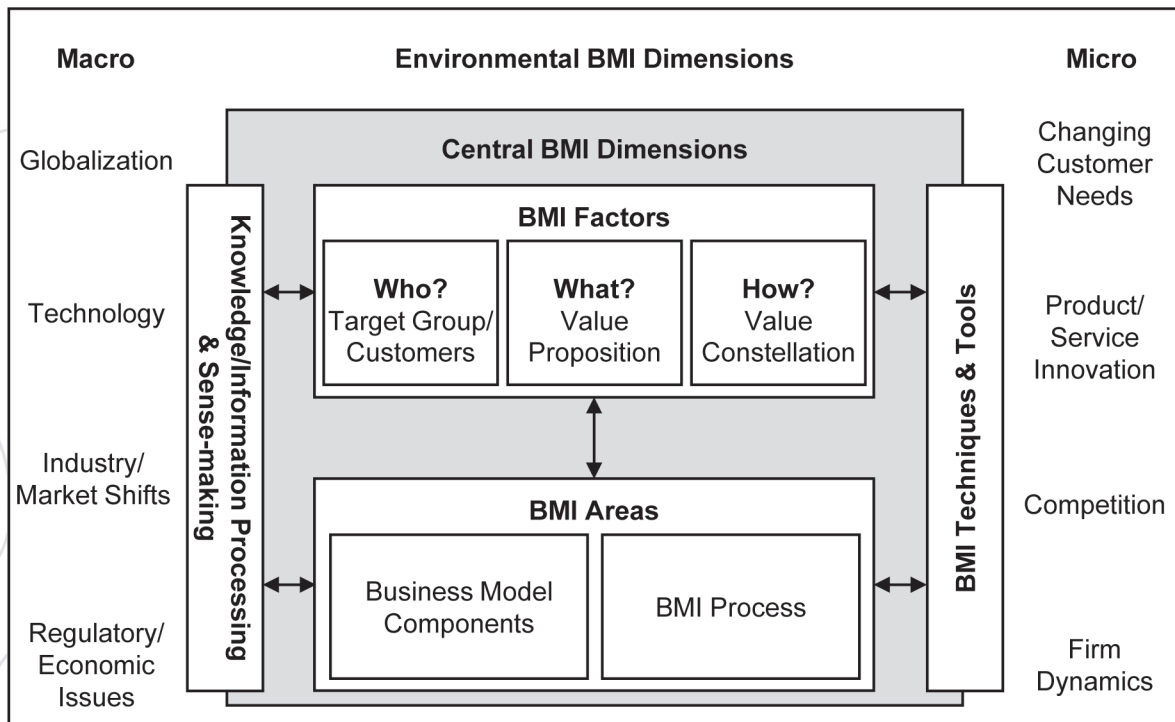 Macro
Environmental BMI Dimensions
Micro
Globalization
Technology
Industry/
Market Shifts
Regulatory/
Economic
Issues
Knowledge/Information Processing
& Sense-making
Central BMI Dimensions
BMI Factors
Who?
Target Group/
Customers
What?
Value
Proposition
How?
Value
Constellation
BMI Areas
Business Model
Components
BMI Process
BMI Techniques & Tools
Changing
Customer
Needs
Product/
Service
Innovation
Competition
Firm
Dynamics